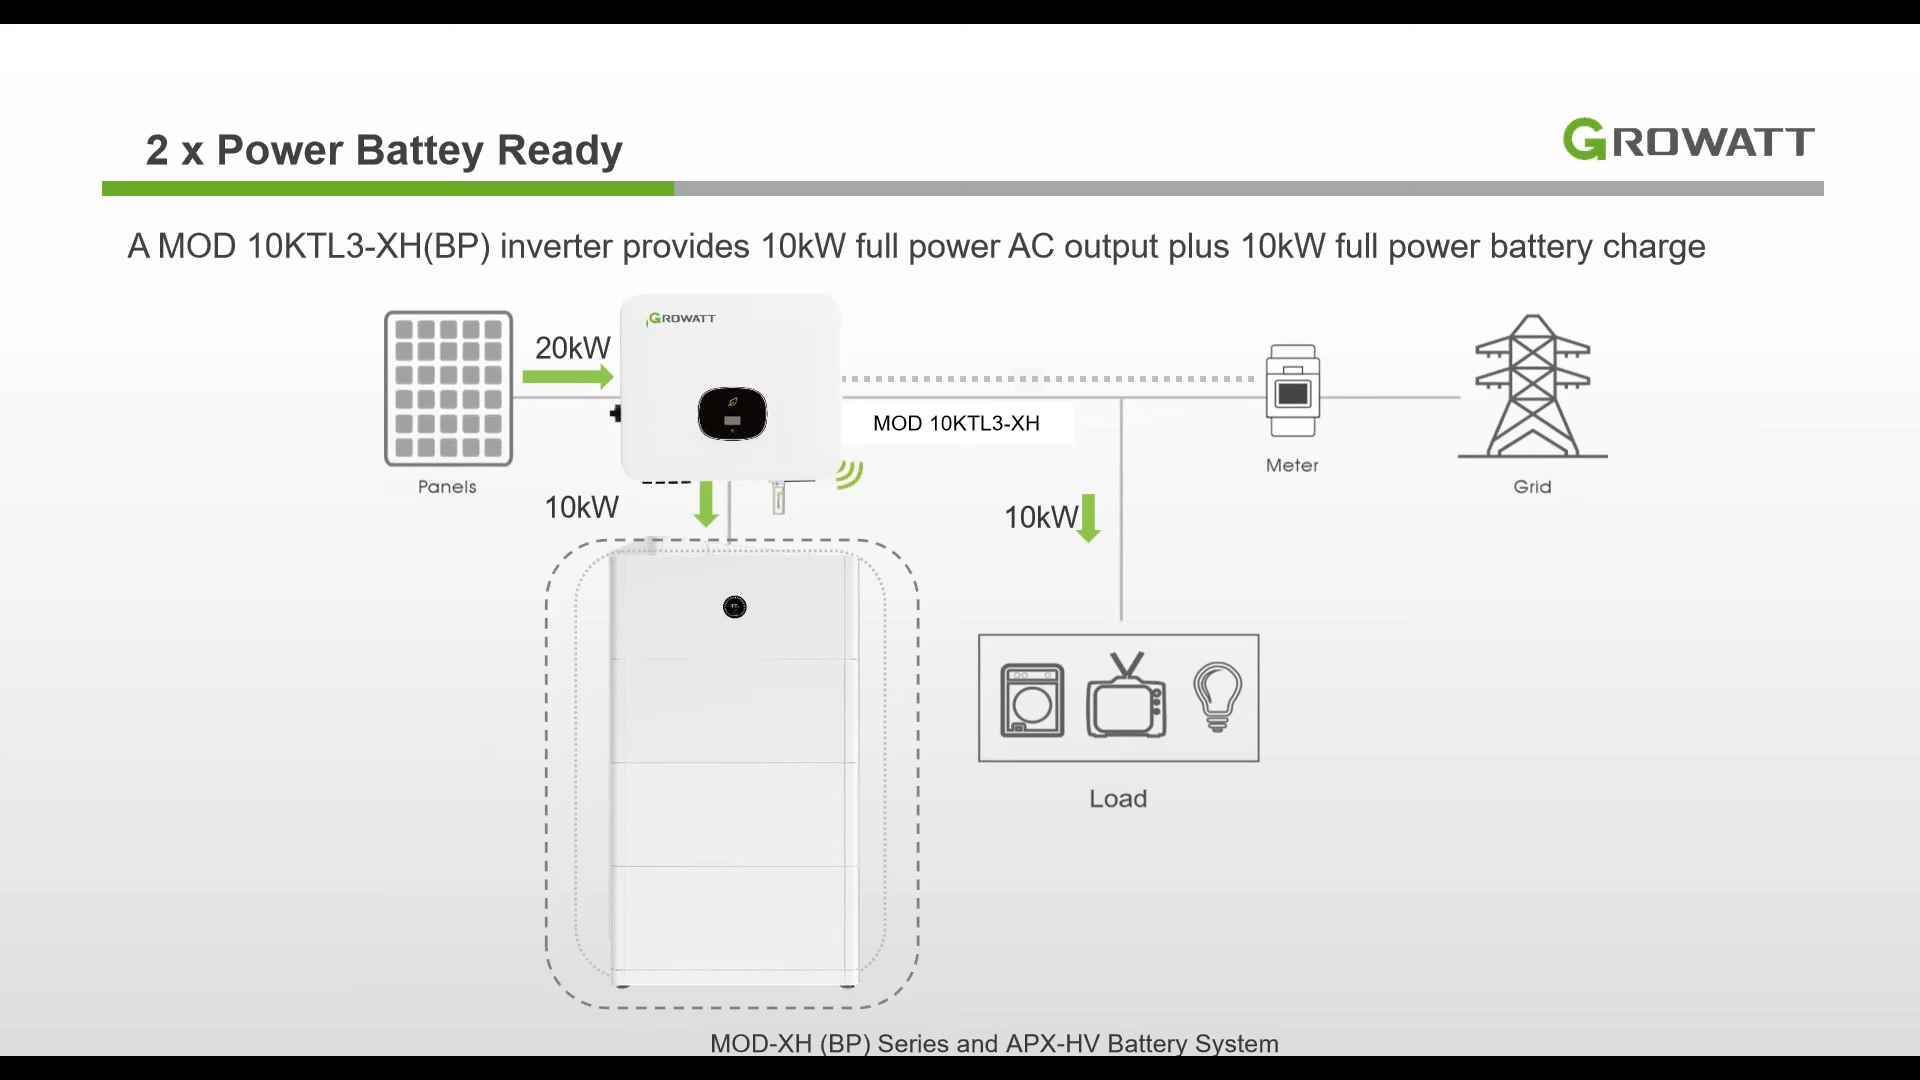 2 x Power Battey Ready
GROWATT
A MOD 10KTL3-XH(BP) inverter provides 10kW full power AC output plus 10kW full power battery charge
GROWATT
20kW
MOD 10KTL3-XH
Meter
Panels
Grid
10kW
10kW
Load
MOD-XH (BP) Series and APX-HV Battery System